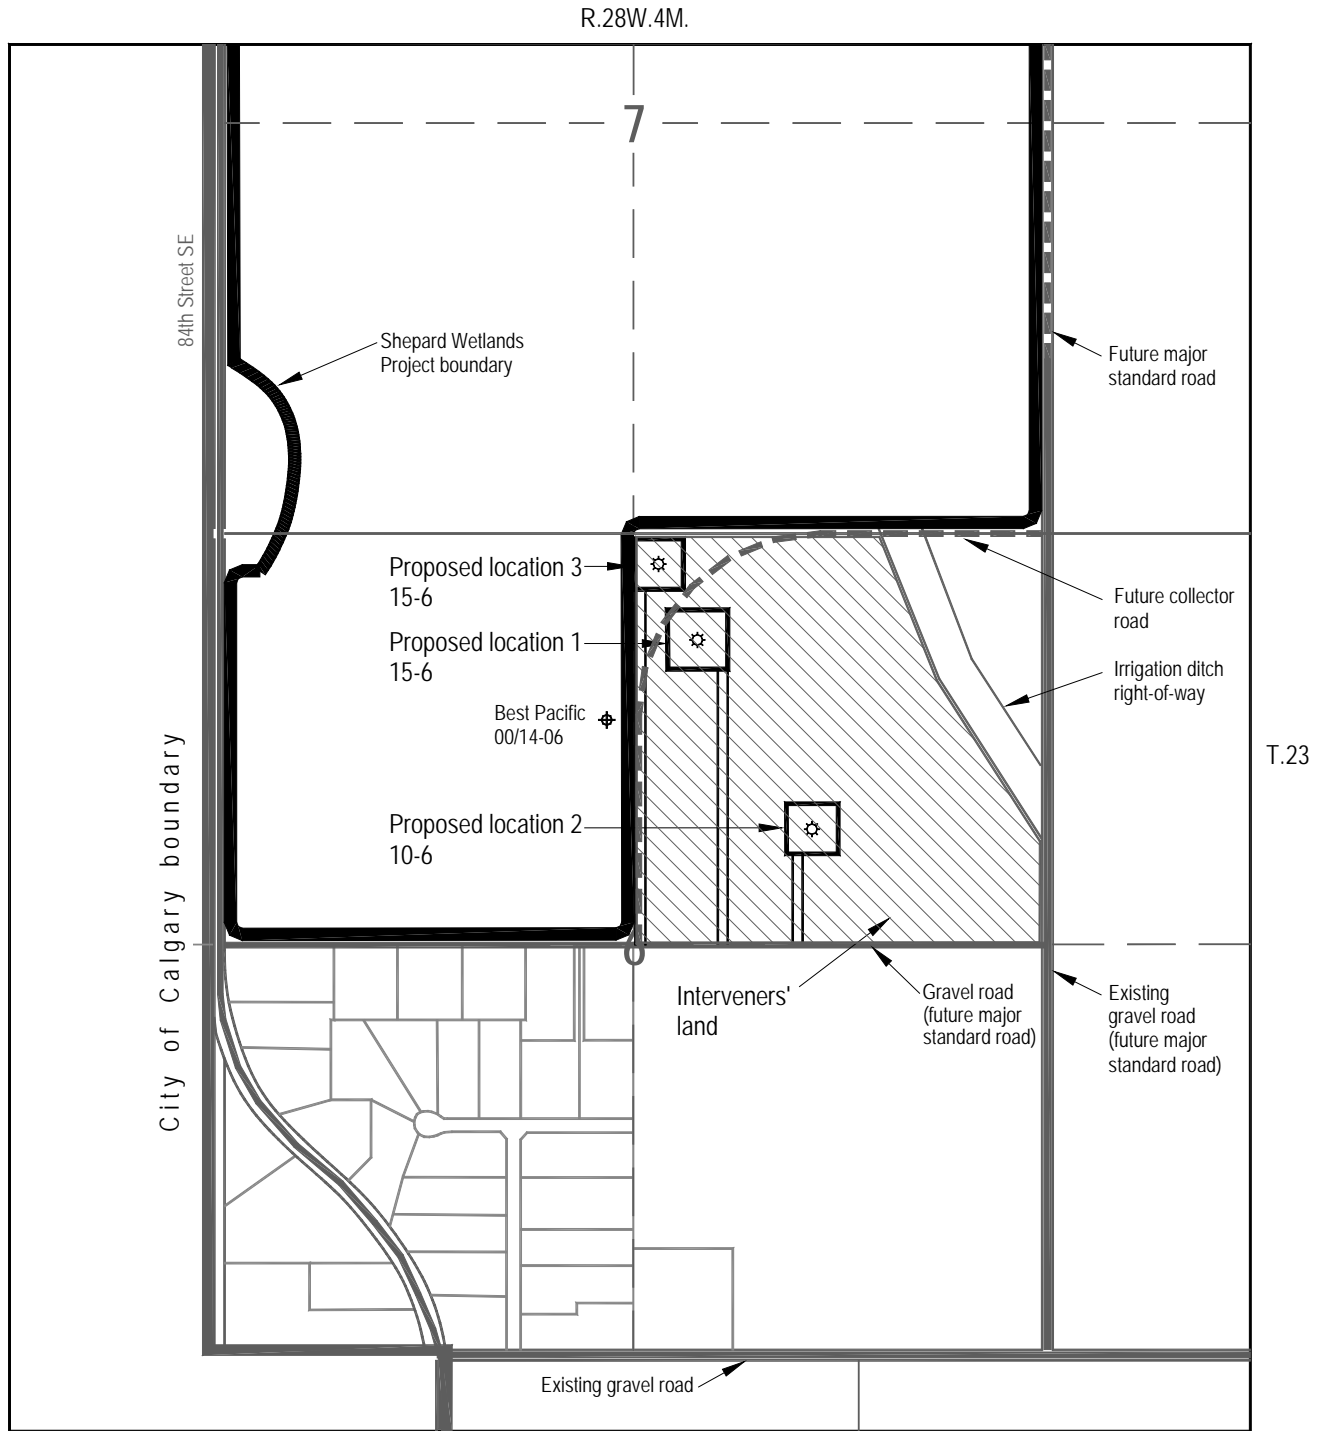 R.28W.4M.
7
84th Street SE
Shepard Wetlands
Project boundary
Future major
standard road
Proposed location 3
15-6
Future collector
road
Proposed location 1
15-6
Irrigation ditch
right-of-way
Best Pacific
00/14-06
T.23
City of Calgary boundary
Proposed location 2
10-6
6
Interveners'
land
Gravel road
(future major
standard road)
Existing
gravel road
(future major
standard road)
Existing gravel road